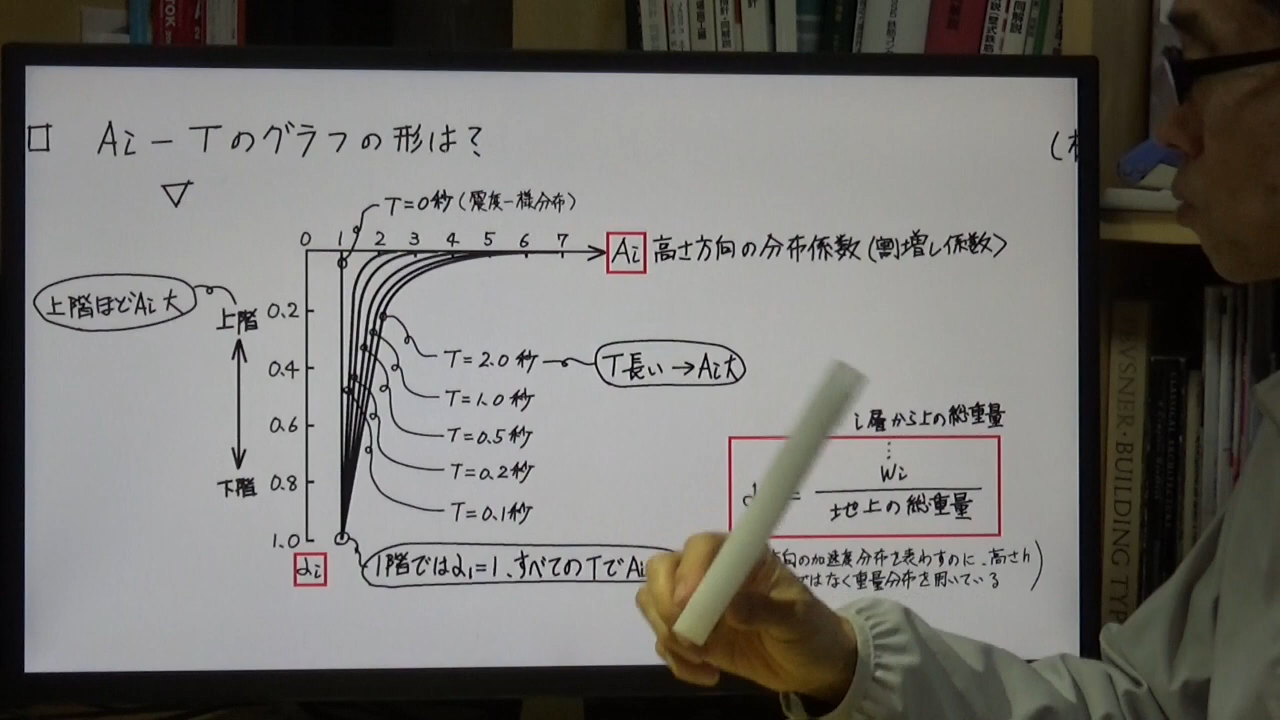 □ Ai－Tのグラフの形は？
▽
T=0秒（震度一様分布）
0 1 2 3 4 5 6 7 Ai 高さ方向の分布係数（割増し係数）
上階ほどAi大
上階
下階
0.2
0.4
0.6
0.8
1.0
αi
T=2.0秒 T長い→Ai大
T=1.0秒
T=0.5秒
T=0.2秒
T=0.1秒
i層から上の総重量
= Wi
地上の総重量
1階ではα₁=1、すべてのTでAi
方向の加速度分布を表わすのに、高さh
ではなく重量分布を用いている）
VSNER・BUILDING TYP